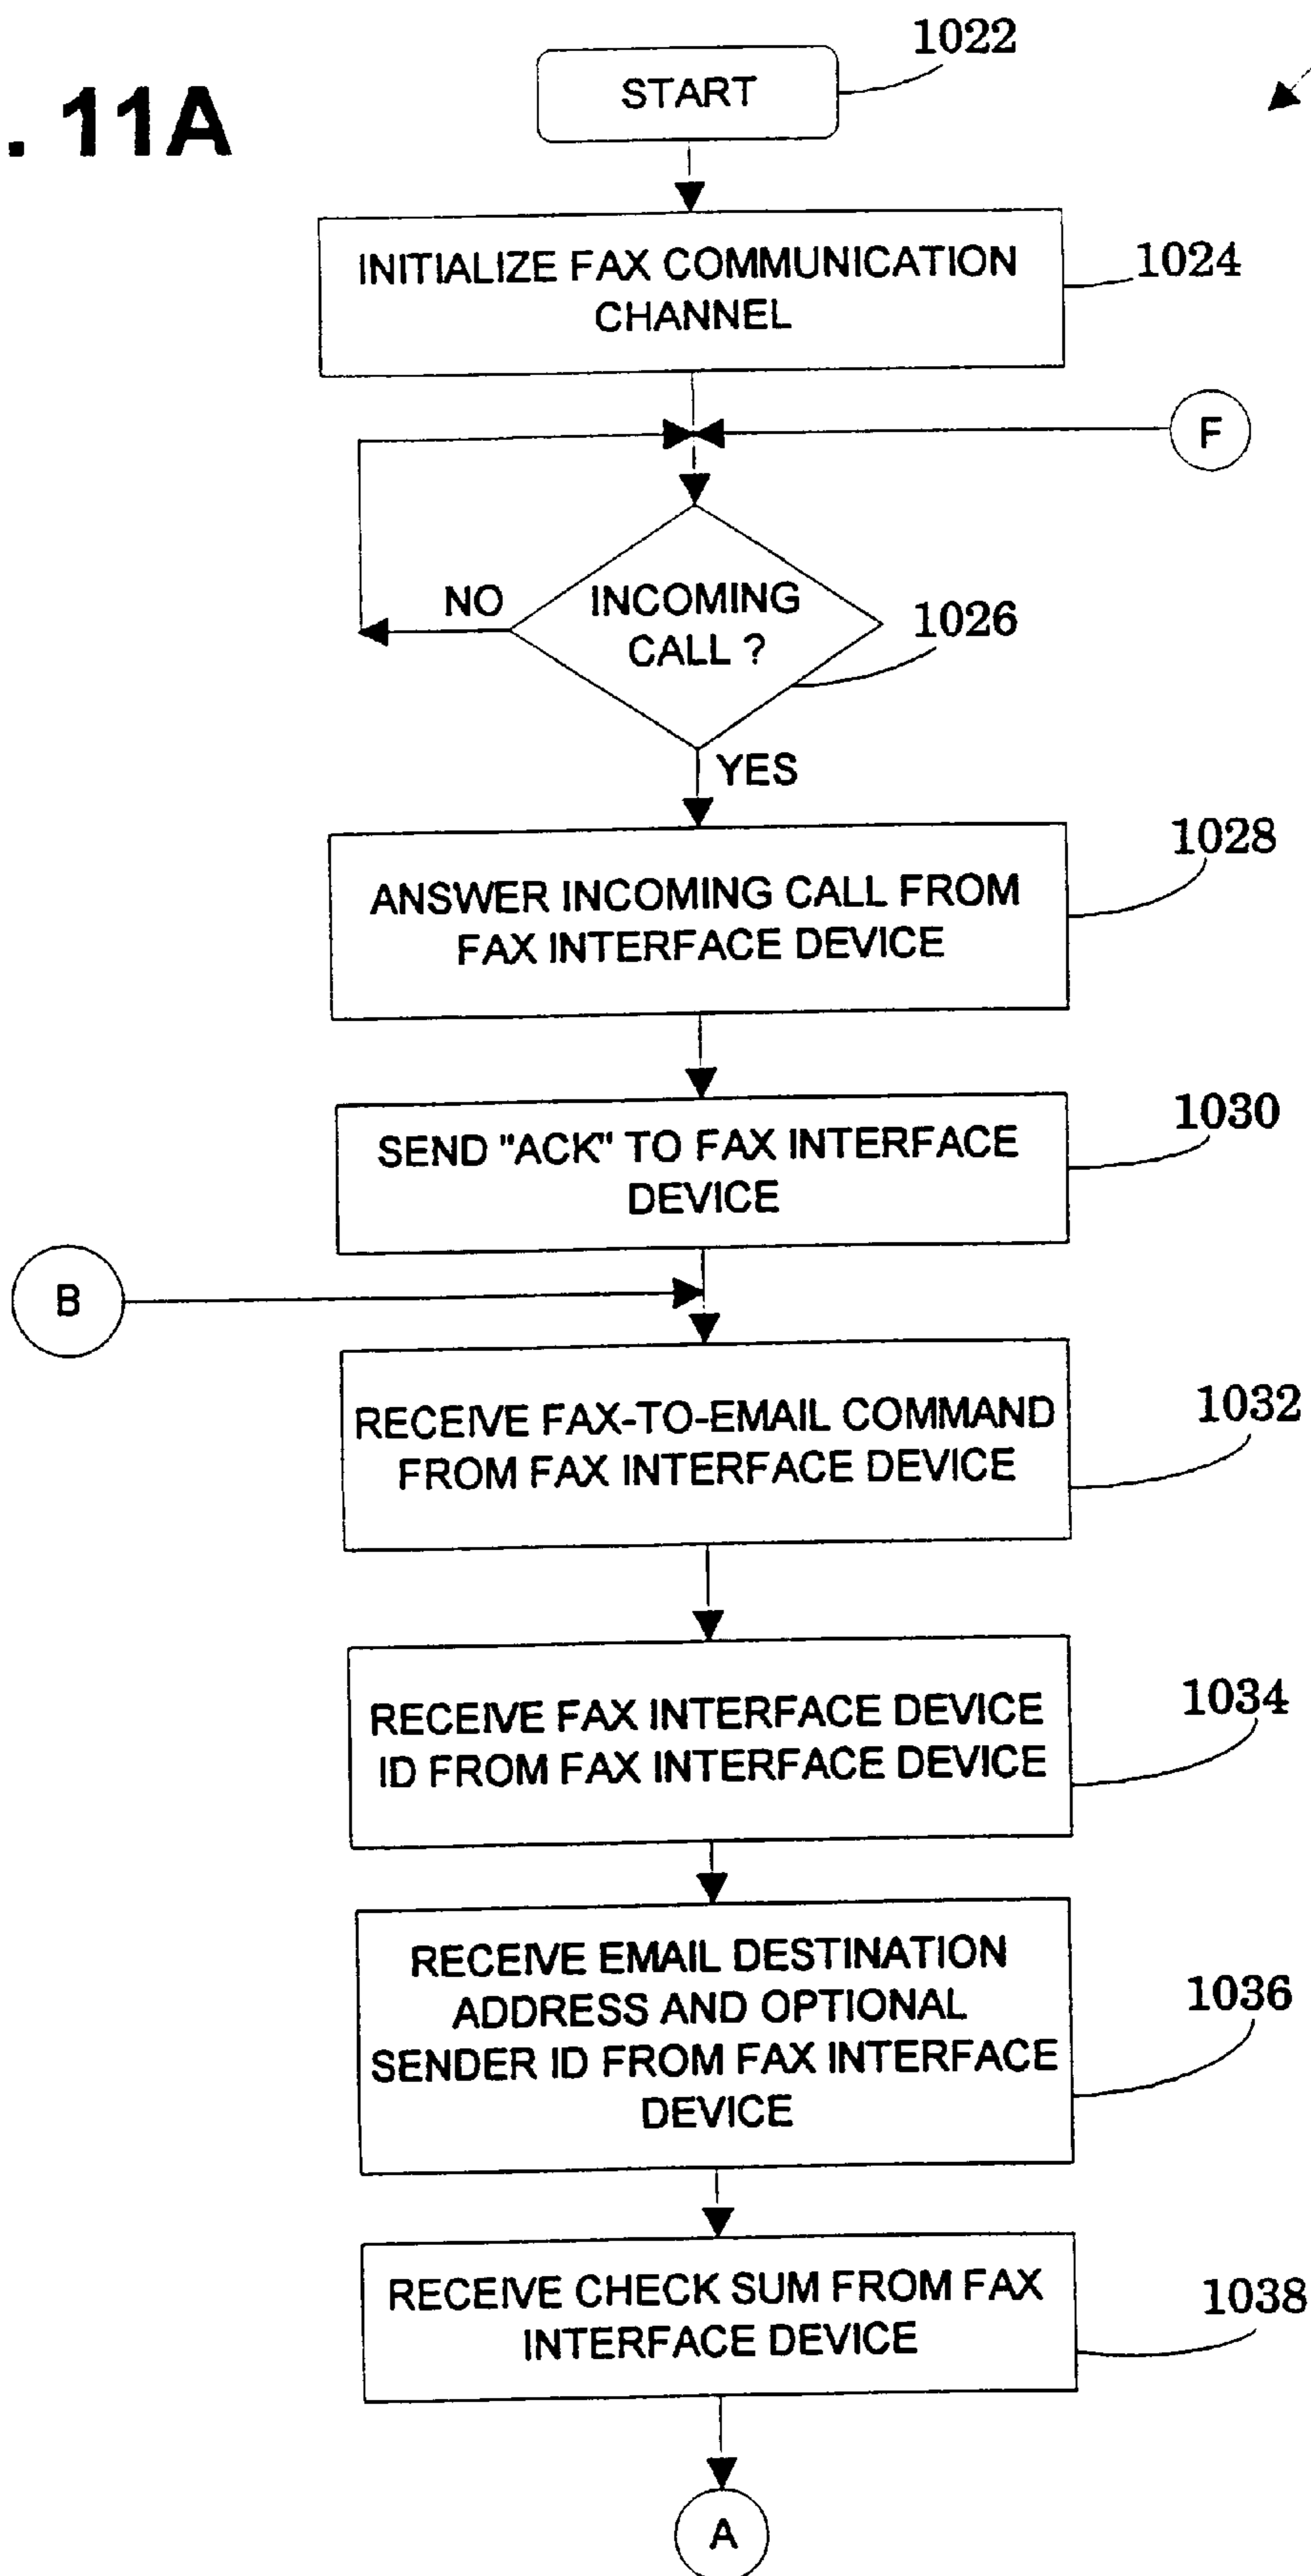 . 11A
START
1022
INITIALIZE FAX COMMUNICATION
CHANNEL
1024
F
NO
INCOMING
CALL ?
1026
YES
1028
ANSWER INCOMING CALL FROM
FAX INTERFACE DEVICE
1030
SEND "ACK" TO FAX INTERFACE
DEVICE
B
RECEIVE FAX-TO-EMAIL COMMAND
FROM FAX INTERFACE DEVICE
1032
RECEIVE FAX INTERFACE DEVICE
ID FROM FAX INTERFACE DEVICE
1034
RECEIVE EMAIL DESTINATION
ADDRESS AND OPTIONAL
SENDER ID FROM FAX INTERFACE
DEVICE
1036
RECEIVE CHECK SUM FROM FAX
INTERFACE DEVICE
1038
A